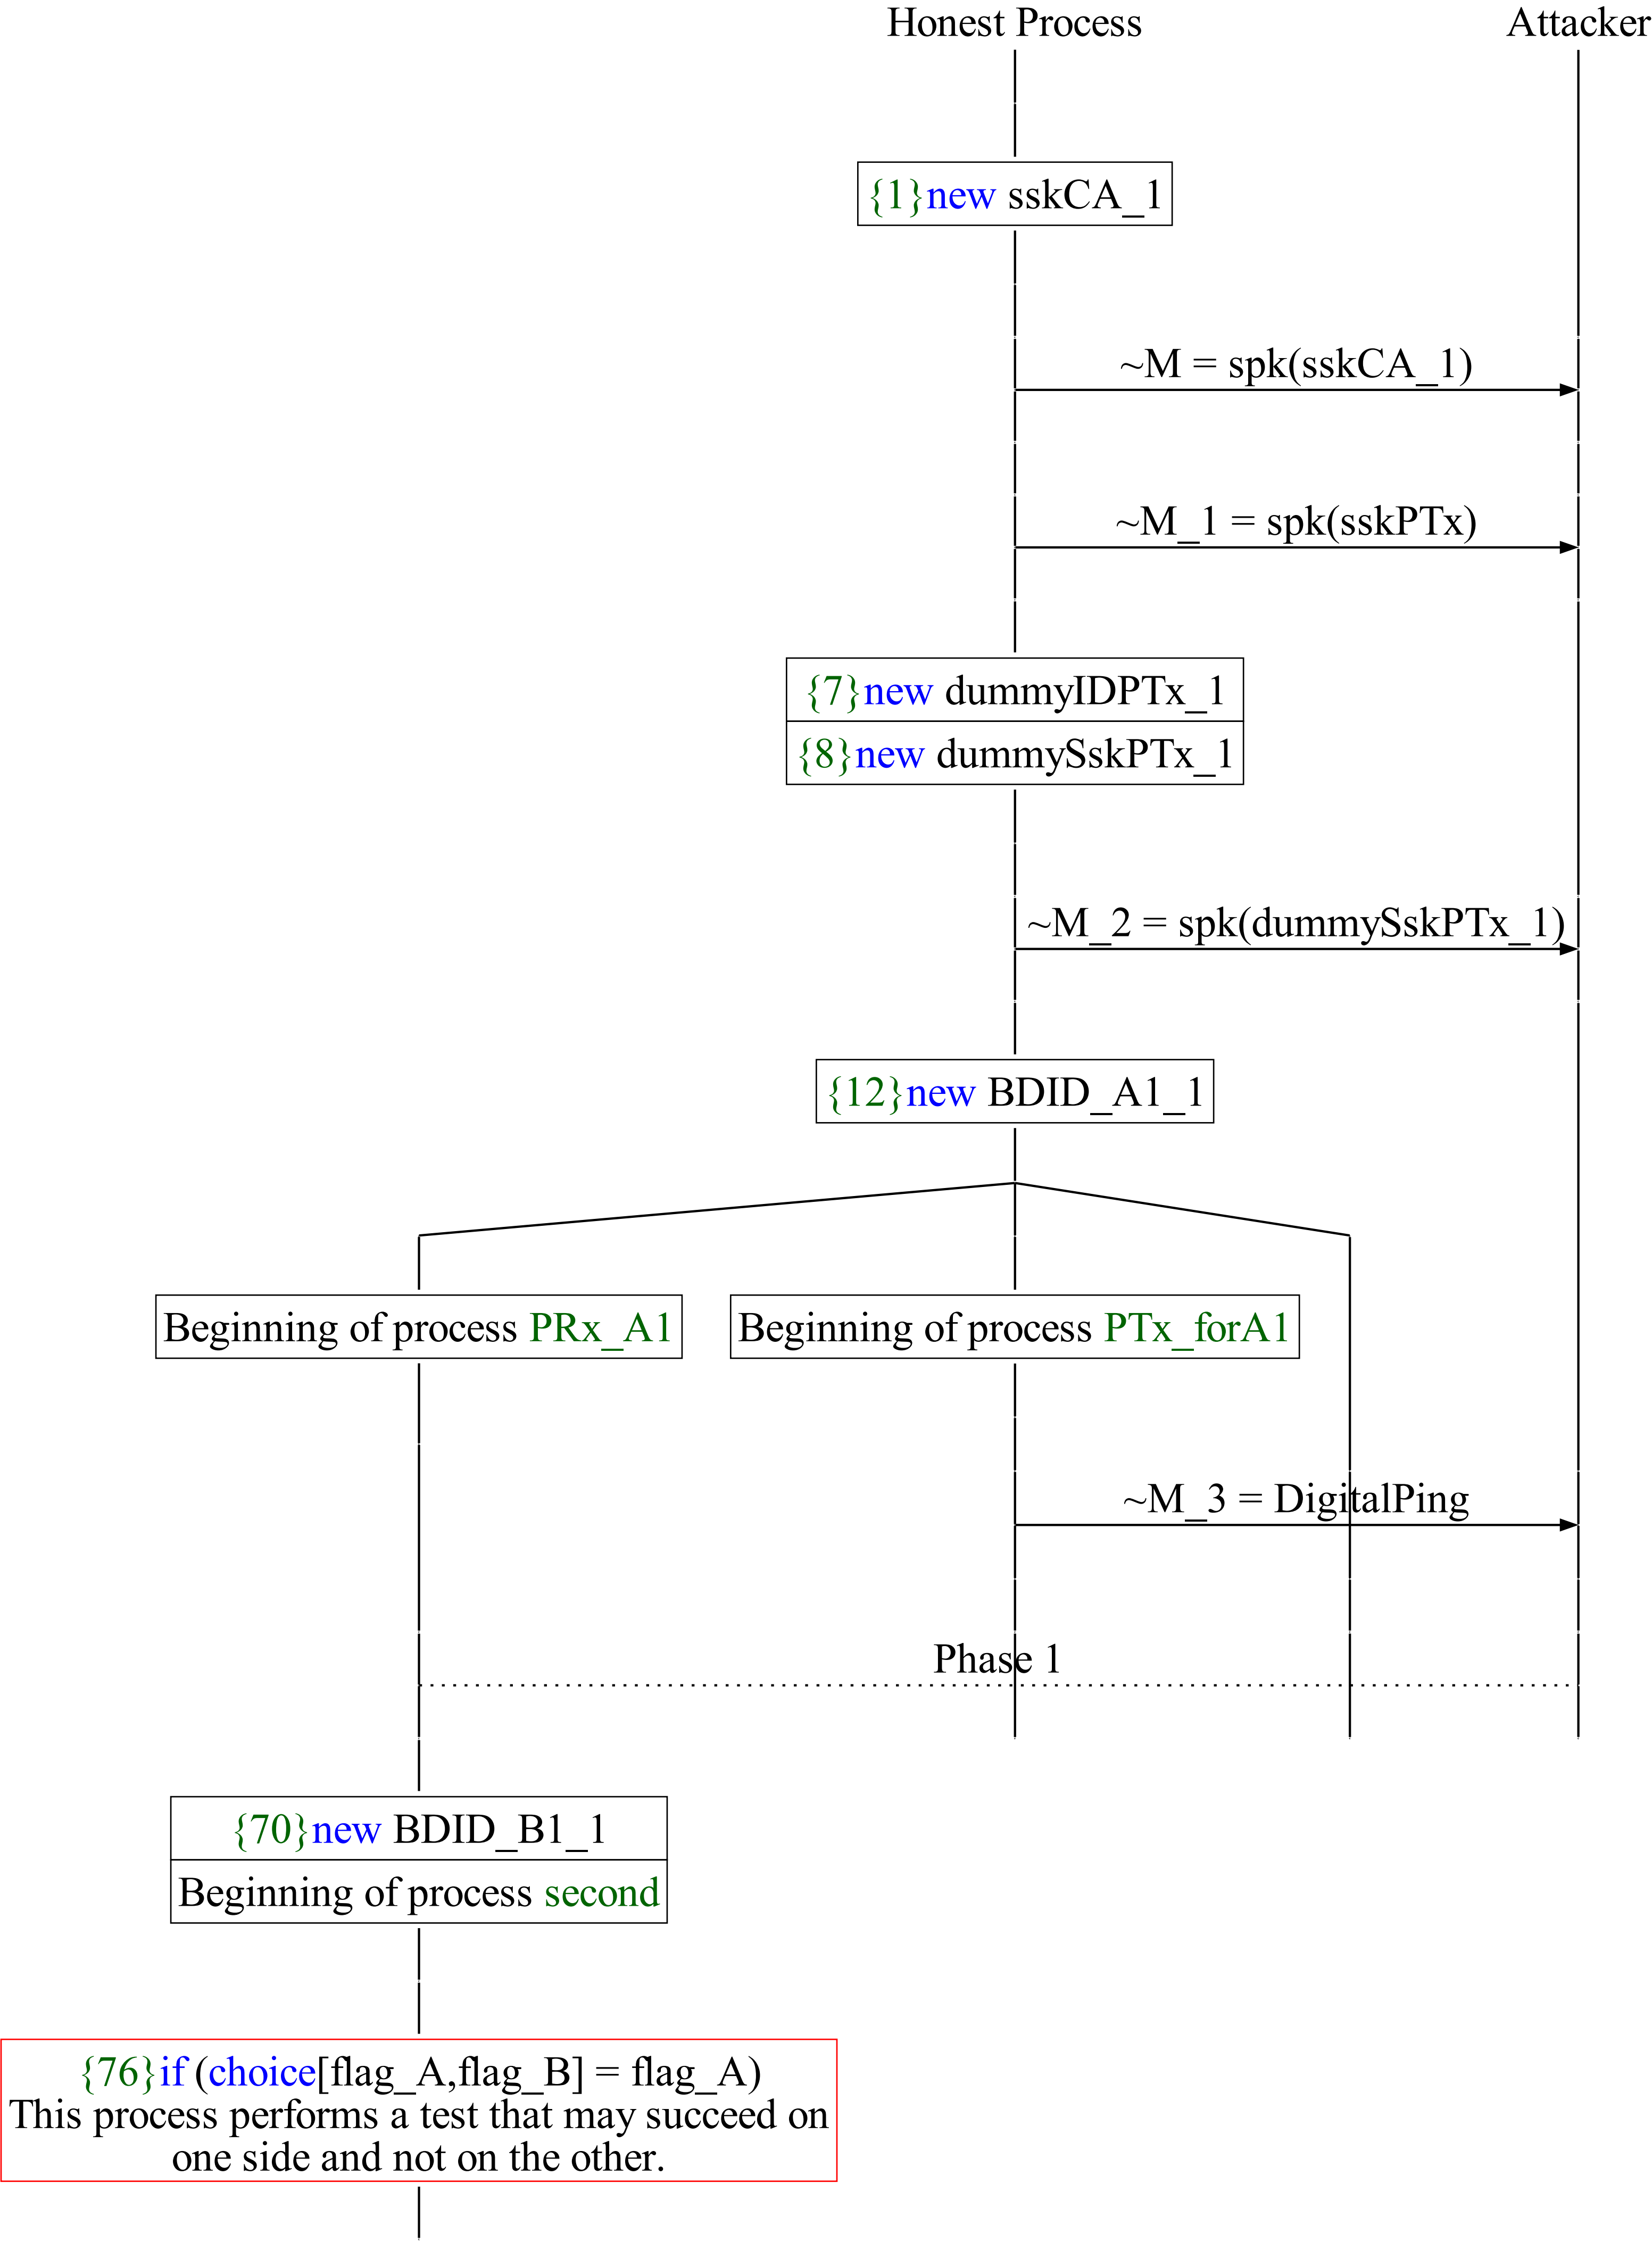 Honest Process
Attacker
{1}new sskCA_1
~M = spk(sskCA_1)
~M_1 = spk(sskPTx)
{7}new dummyIDPTx_1
{8}new dummySskPTx_1
~M_2 = spk(dummySskPTx_1)
{12}new BDID_A1_1
Beginning of process PRx_A1
Beginning of process PTx_forA1
~M_3 = DigitalPing
Phase 1
{70}new BDID_B1_1
Beginning of process second
{76}if (choice[flag_A,flag_B] = flag_A)
This process performs a test that may succeed on
one side and not on the other.